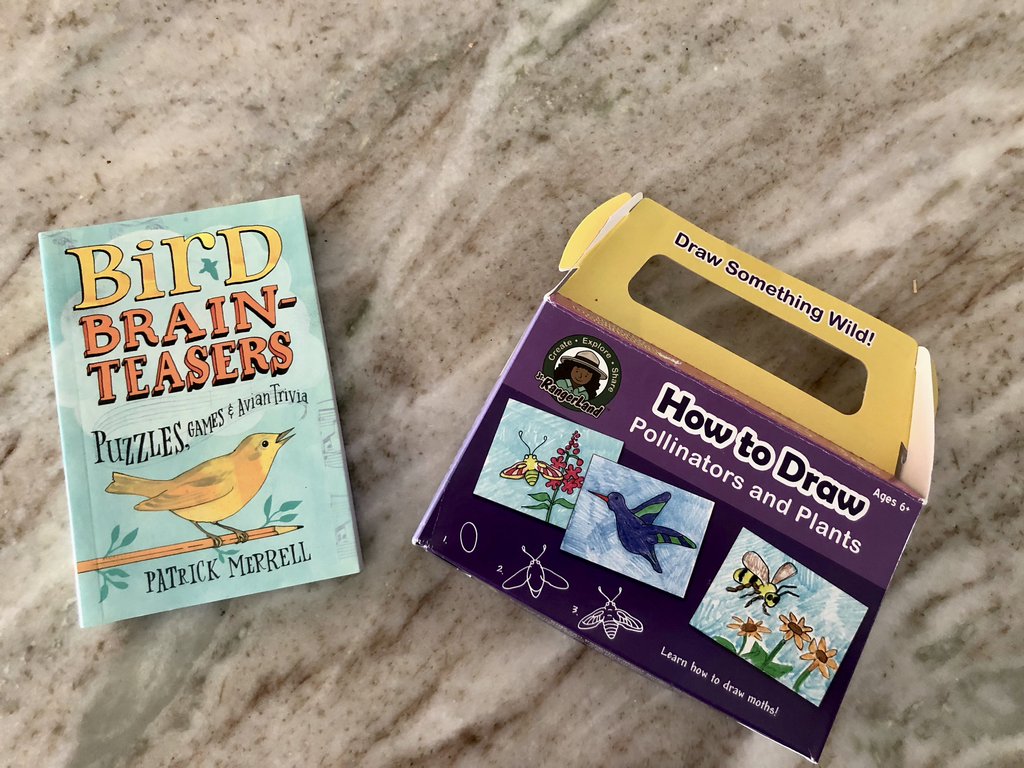 BirD
BRAIN-
TEASERS
PUZZLES, GAMES & AVIAN TRIVIA
PATRICK MERRELL
Draw Something Wild!
Create • Explore • Share
RANGERLAND
How to Draw
Pollinators and Plants
Ages 6+
1.
2.
3.
Learn how to draw moths!